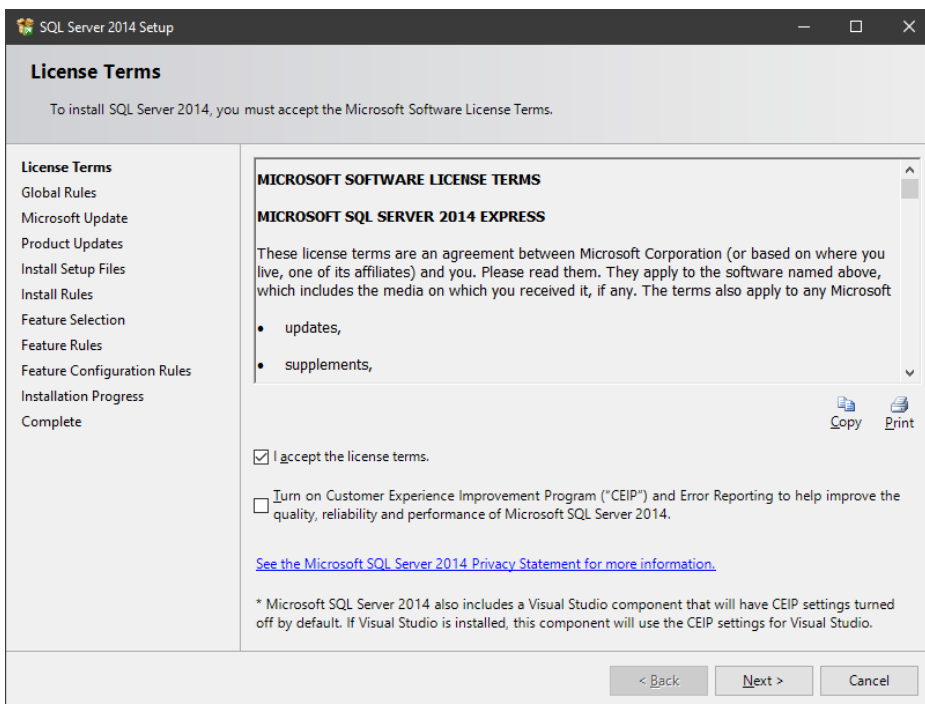 SQL Server 2014 Setup
License Terms
To install SQL Server 2014, you must accept the Microsoft Software License Terms.
License Terms
Global Rules
Microsoft Update
Product Updates
Install Setup Files
Install Rules
Feature Selection
Feature Rules
Feature Configuration Rules
Installation Progress
Complete
MICROSOFT SOFTWARE LICENSE TERMS
MICROSOFT SQL SERVER 2014 EXPRESS
These license terms are an agreement between Microsoft Corporation (or based on where you
live, one of its affiliates) and you. Please read them. They apply to the software named above,
which includes the media on which you received it, if any. The terms also apply to any Microsoft
• updates,
• supplements,
Copy
Print
I accept the license terms.
Turn on Customer Experience Improvement Program ("CEIP") and Error Reporting to help improve the
quality, reliability and performance of Microsoft SQL Server 2014.
See the Microsoft SQL Server 2014 Privacy Statement for more information.
* Microsoft SQL Server 2014 also includes a Visual Studio component that will have CEIP settings turned
off by default. If Visual Studio is installed, this component will use the CEIP settings for Visual Studio.
< Back
Next >
Cancel